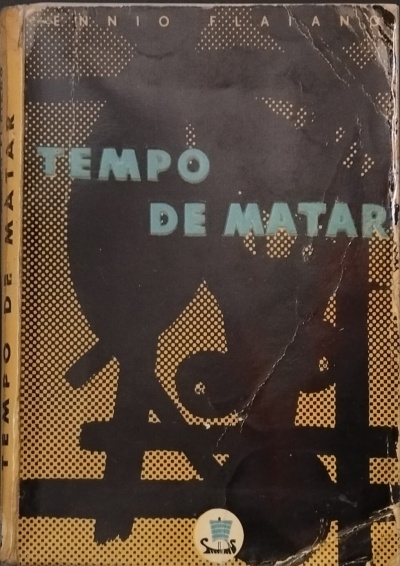 ENNIO FLAIANO
TEMPO
DE MATAR
TEMPO DE MATAR